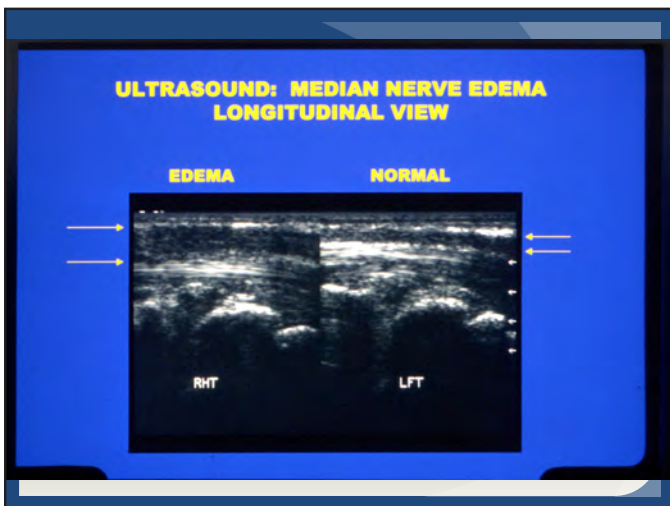 ULTRASOUND: MEDIAN NERVE EDEMA
LONGITUDINAL VIEW
EDEMA NORMAL
RHT LFT